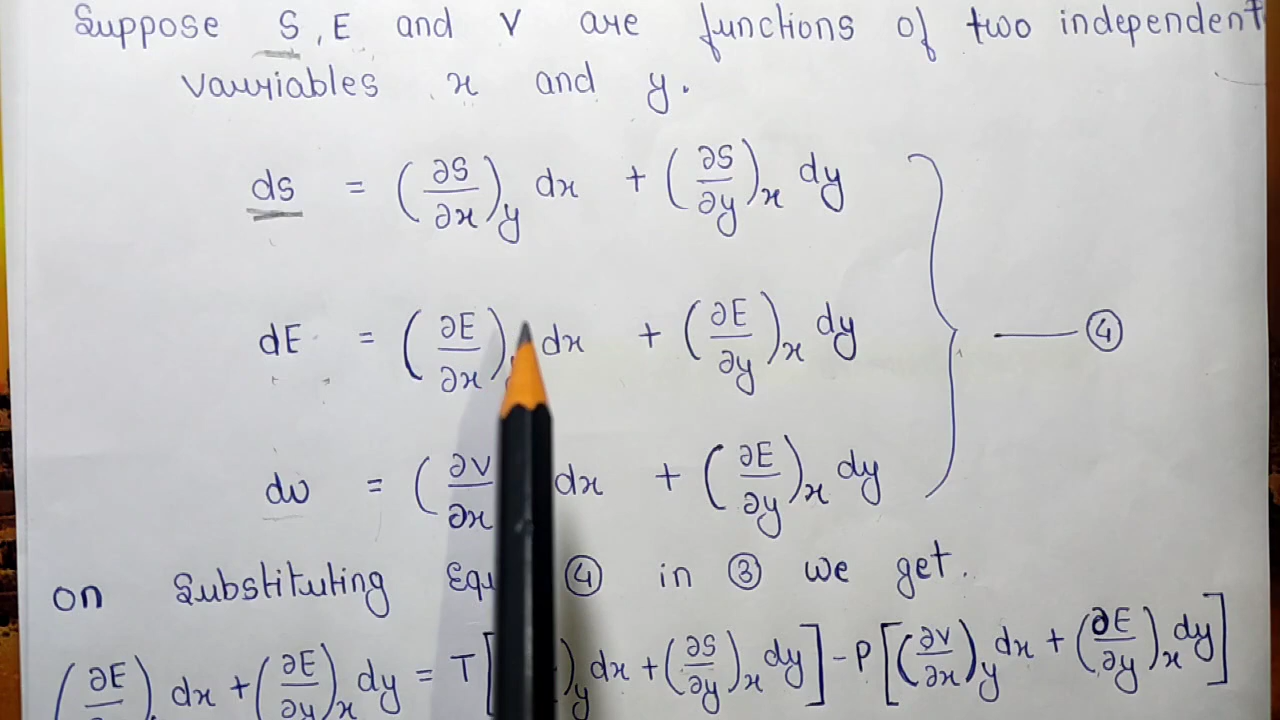 Suppose S, E and V are functions of two independent
variables x and y.
ds = (∂S/∂x)y dx + (∂S/∂y)x dy
dE = (∂E/∂x) dx + (∂E/∂y)x dy ④
dv = (∂V/∂x dx + (∂E/∂y)x dy
on Substituting Equ ④ in ③ we get.
(∂E/ ) dx + (∂E/∂y)x dy = T[ )y dx + (∂S/∂y)x dy] - P[(∂V/∂x)y dx + (∂E/∂y)x dy]